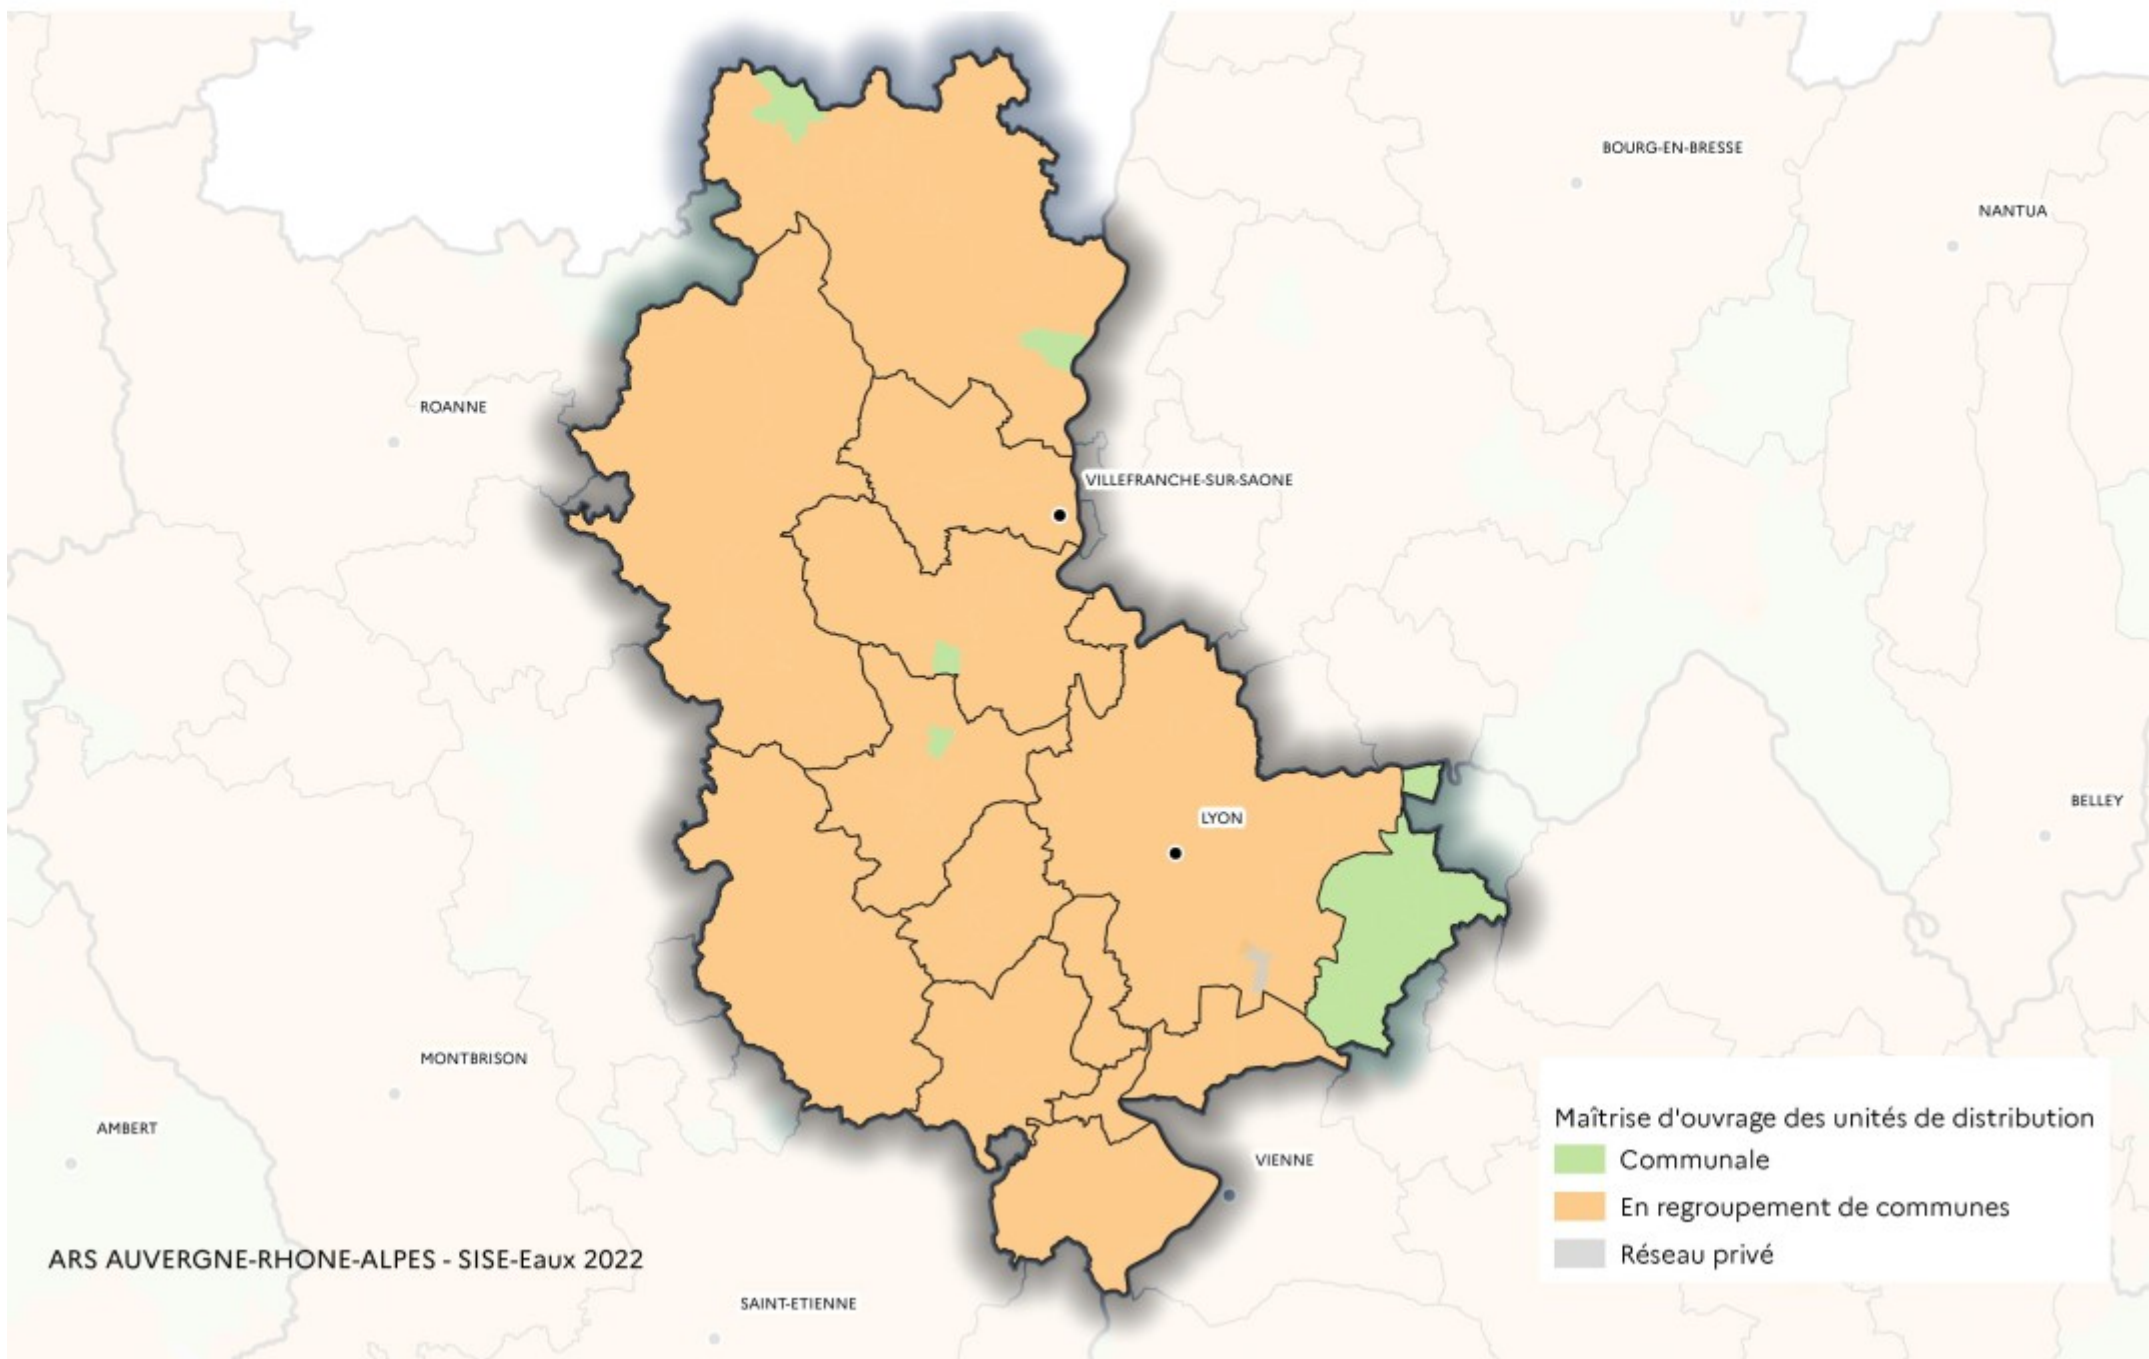 BOURG-EN-BRESSE
NANTUA
ROANNE
VILLEFRANCHE-SUR-SAONE
BELLEY
LYON
MONTBRISON
AMBERT
VIENNE
SAINT-ETIENNE
Maîtrise d'ouvrage des unités de distribution
Communale
En regroupement de communes
Réseau privé
ARS AUVERGNE-RHONE-ALPES - SISE-Eaux 2022